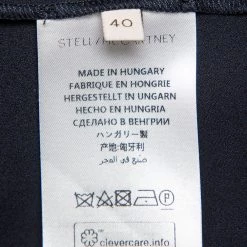 40
STELLA McCARTNEY
MADE IN HUNGARY
FABRIQUE EN HONGRIE
HERGESTELLT IN UNGARN
HECHO EN HUNGRIA
СДЕЛАНО В ВЕНГРИИ
ハンガリー製
产地:匈牙利
صنع في المجر
clevercare.info